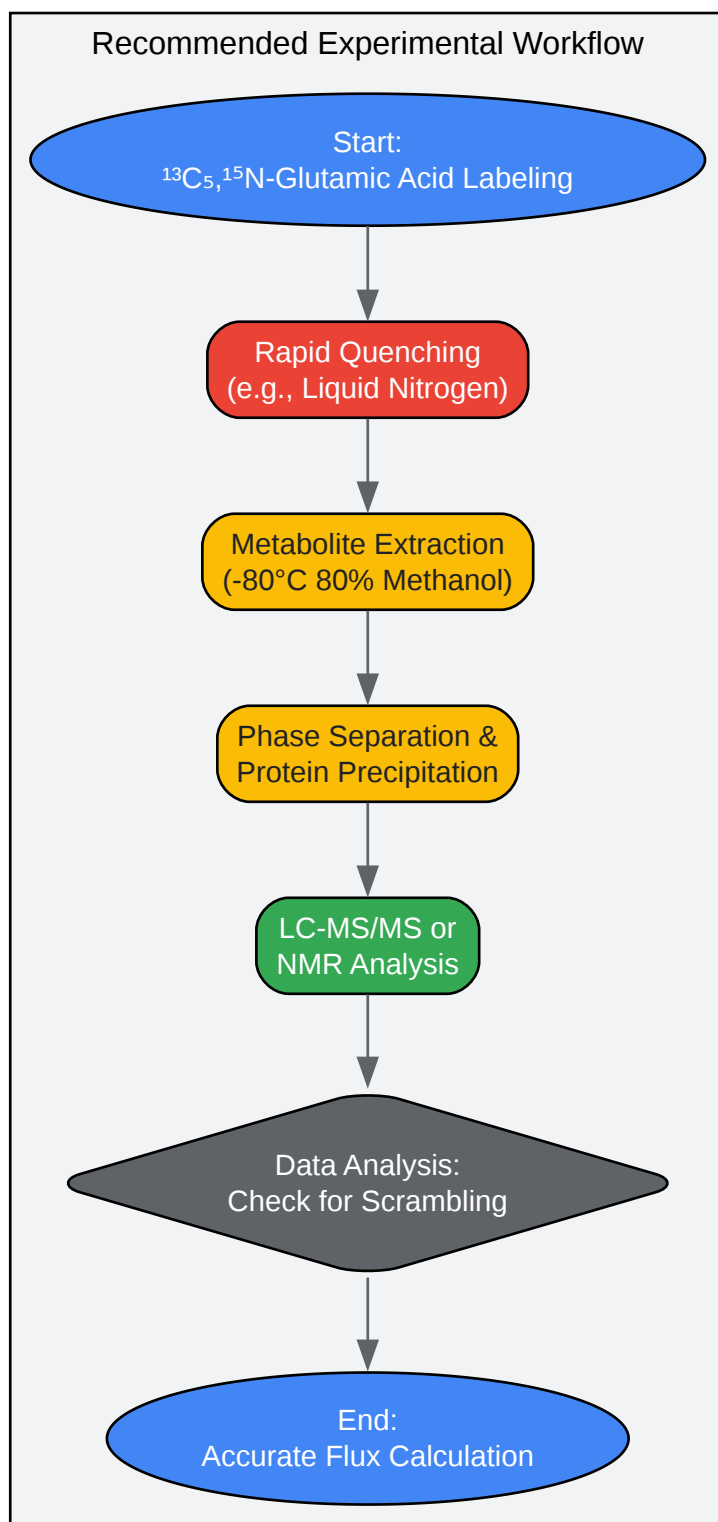 Recommended Experimental Workflow
Start:
¹³C₅,¹⁵N-Glutamic Acid Labeling
Rapid Quenching
(e.g., Liquid Nitrogen)
Metabolite Extraction
(-80°C 80% Methanol)
Phase Separation &
Protein Precipitation
LC-MS/MS or
NMR Analysis
Data Analysis:
Check for Scrambling
End:
Accurate Flux Calculation